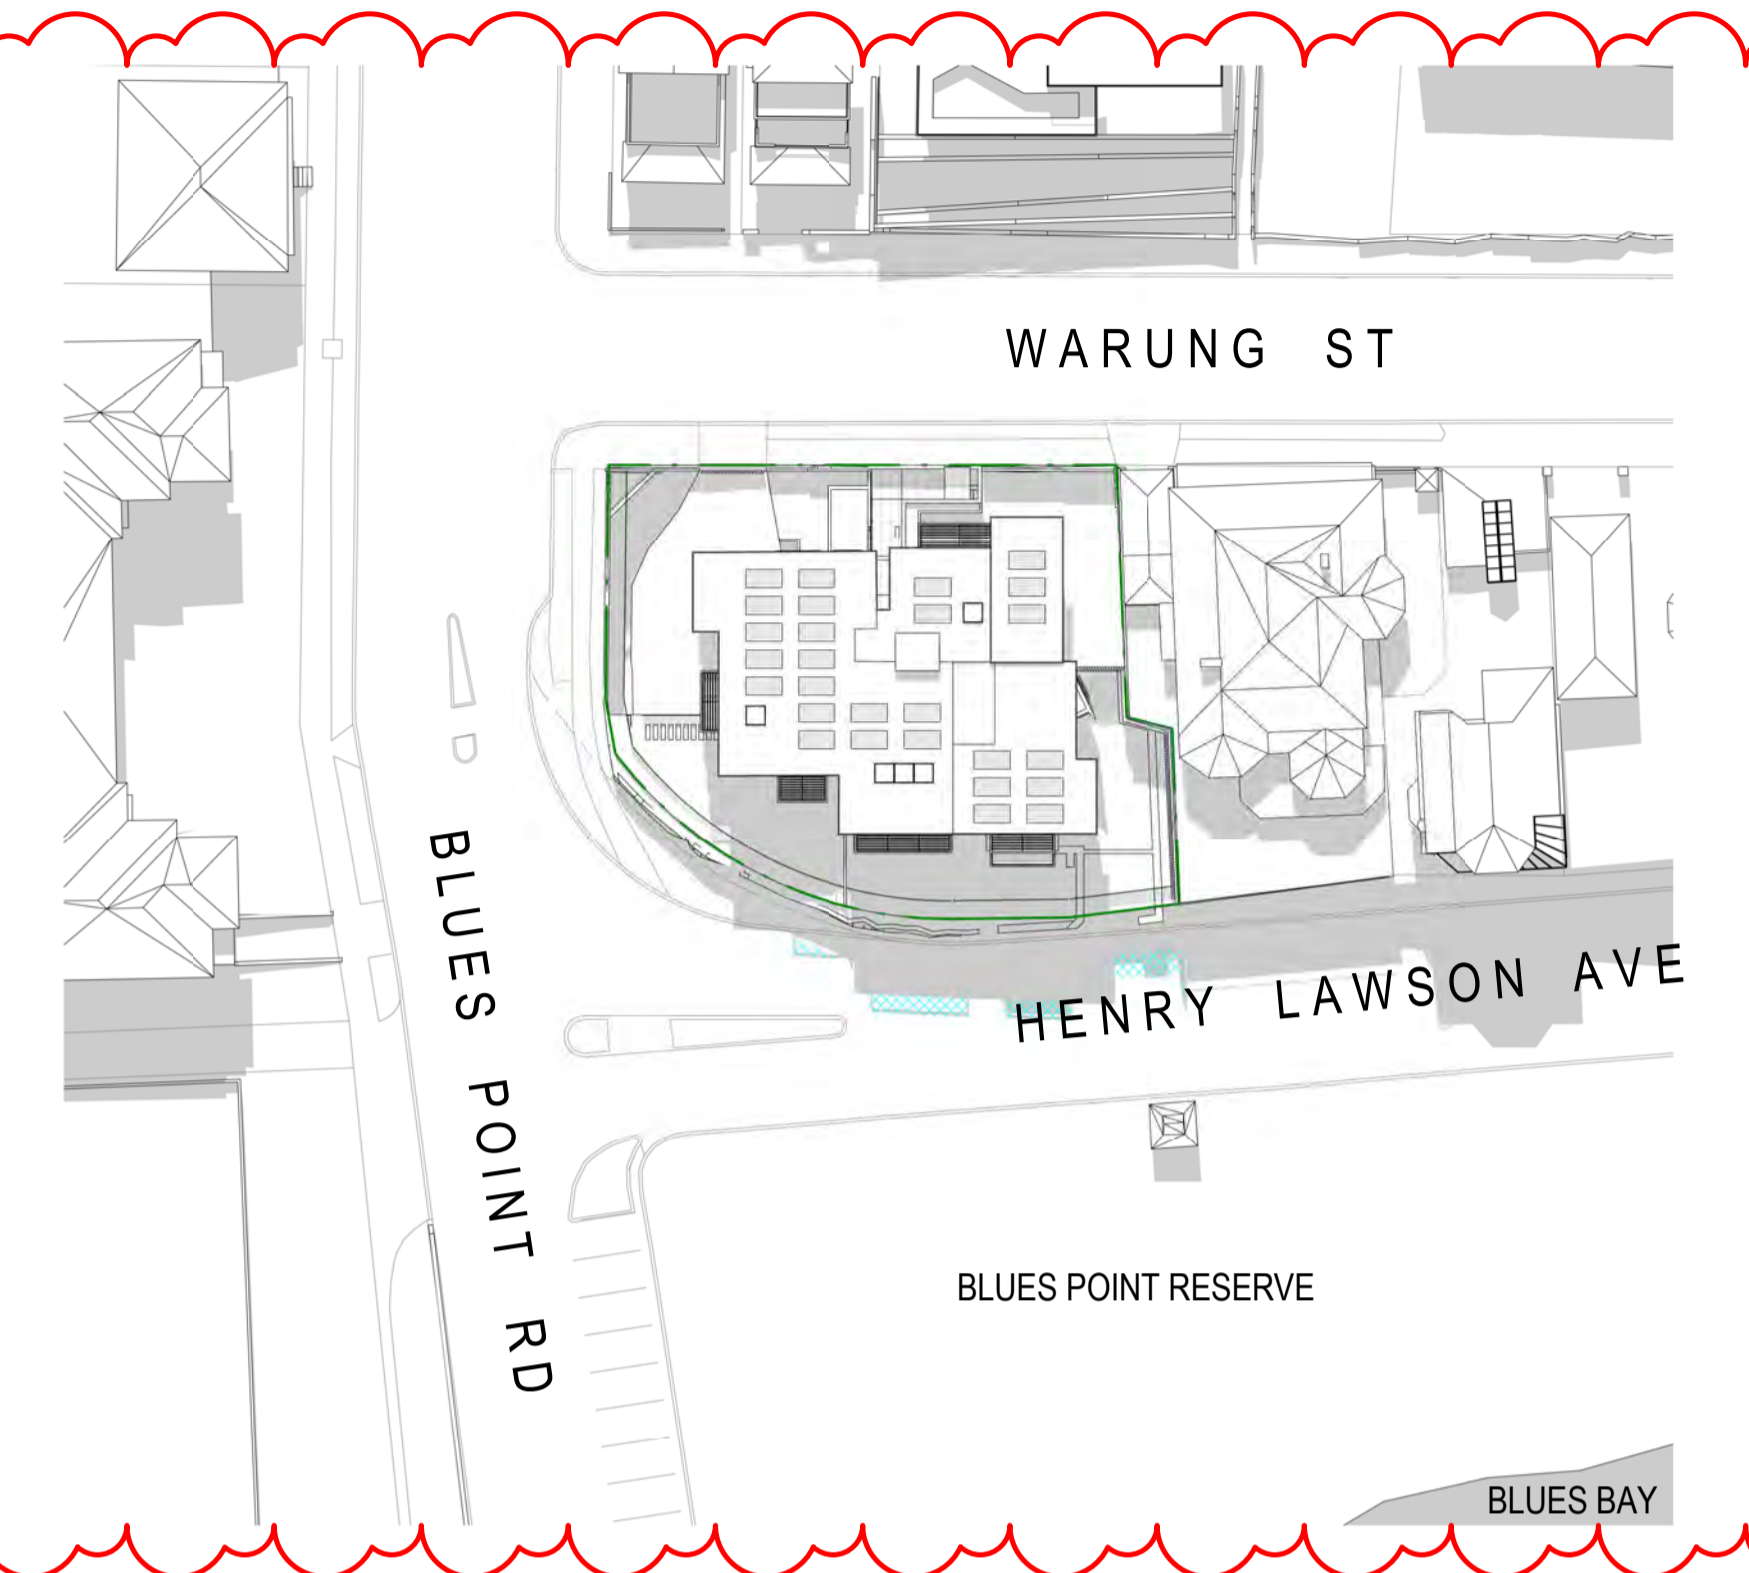 WARUNG ST
BLUES POINT RD
HENRY LAWSON AVE
BLUES POINT RESERVE
BLUES BAY